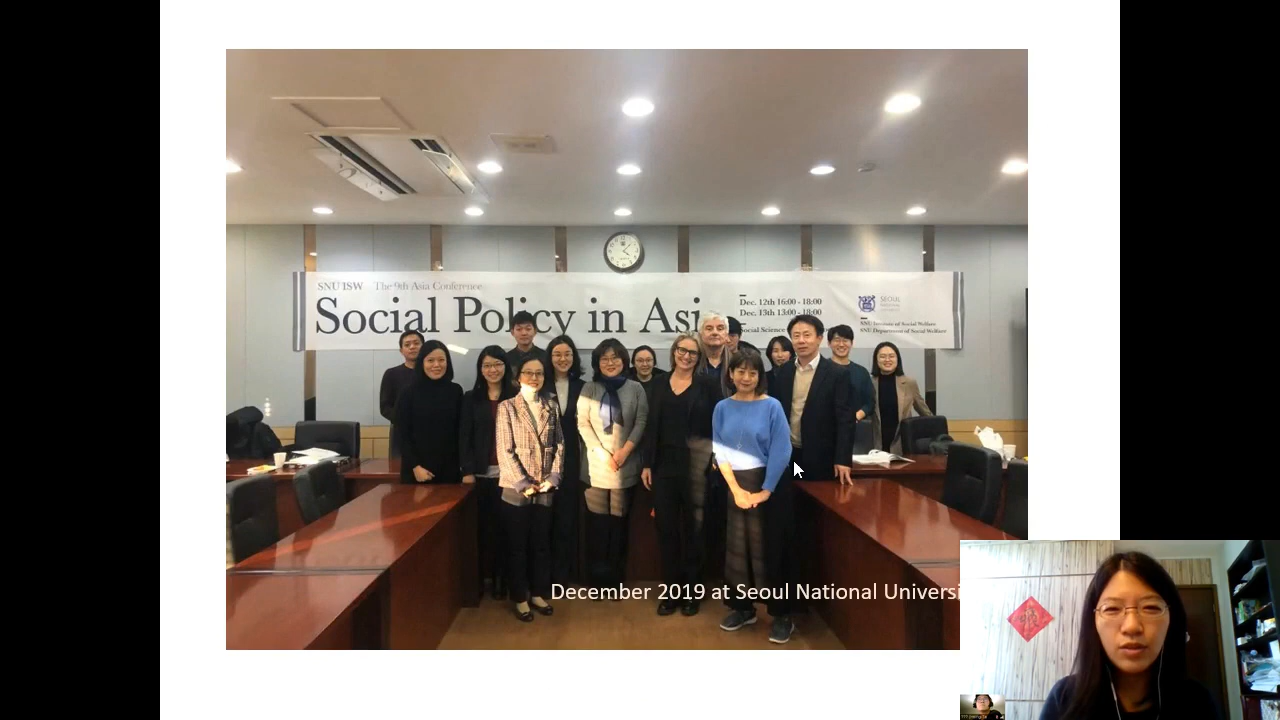 SNU ISW The 9th Asia Conference
Social Policy in Asi
Dec. 12th 16:00 - 18:00
Dec. 13th 13:00 - 18:00
Social Science
SEOUL
SNU Institute of Social Welfare
SNU Department of Social Welfare
December 2019 at Seoul National Universi